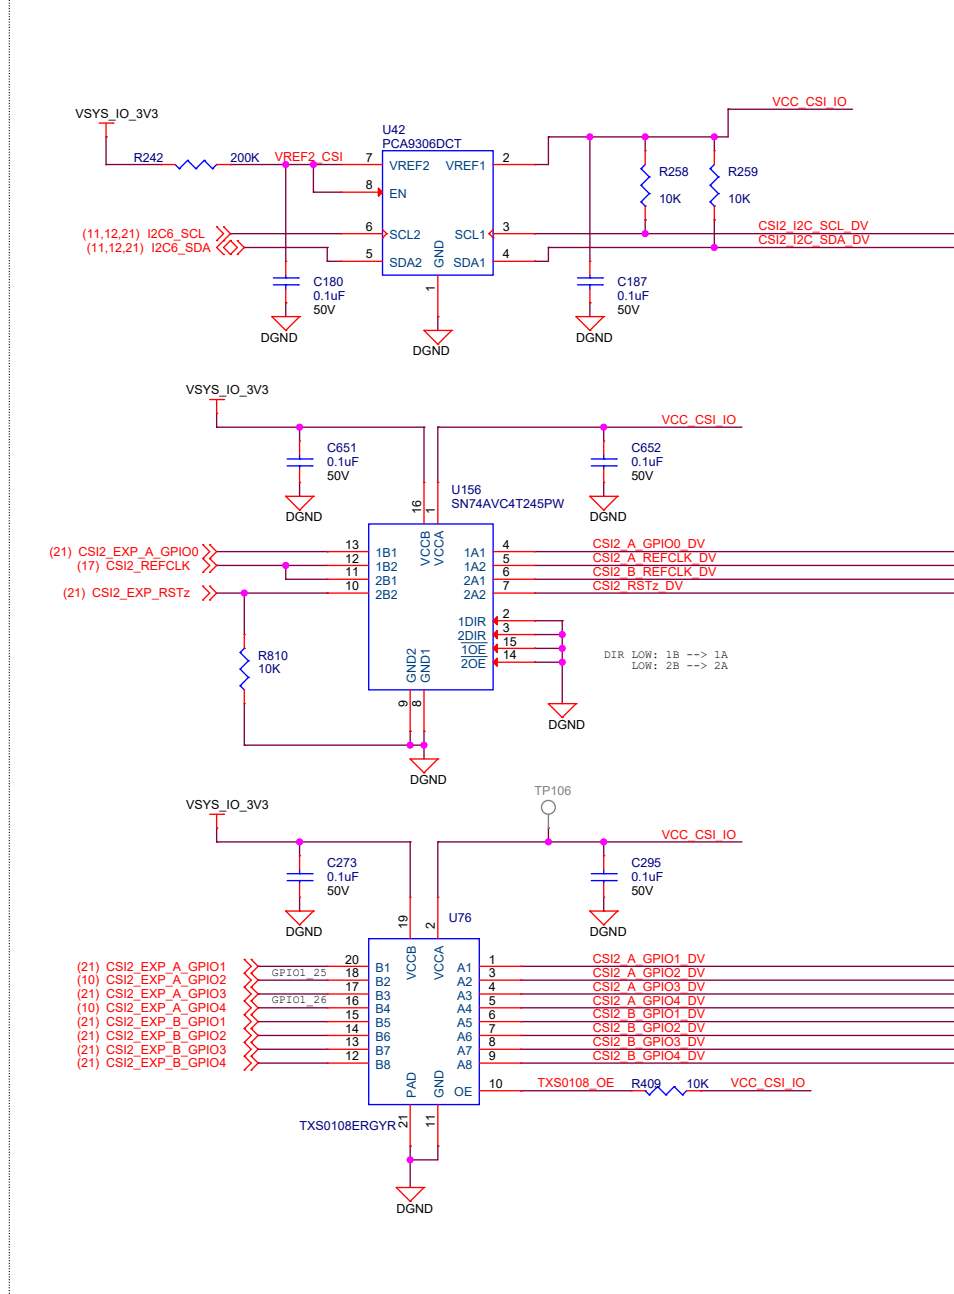 VCC_CSI_IO
VSYS_IO_3V3
U42
PCA9306DCT
R242 200K VREF2_CSI 7 VREF2 VREF1 2
R258 R259
8 EN
10K 10K
(11,12,21) I2C6_SCL 6 SCL2 SCL1 3 CSI2_I2C_SCL_DV
(11,12,21) I2C6_SDA 5 SDA2 GND SDA1 4 CSI2_I2C_SDA_DV
C180 1 C187
0.1uF 0.1uF
50V 50V
DGND DGND DGND
VSYS_IO_3V3
VCC_CSI_IO
C651 C652
0.1uF 0.1uF
50V 50V
U156
SN74AVC4T245PW
DGND 16 1 DGND
VCCB VCCA
(21) CSI2_EXP_A_GPIO0 13 1B1 1A1 4 CSI2_A_GPIO0_DV
(17) CSI2_REFCLK 12 1B2 1A2 5 CSI2_A_REFCLK_DV
11 2B1 2A1 6 CSI2_B_REFCLK_DV
(21) CSI2_EXP_RSTz 10 2B2 2A2 7 CSI2_RSTz_DV
1DIR 2
2DIR 3
1OE 15
2OE 14
R810
10K
GND2 GND1
DIR LOW: 1B --> 1A
LOW: 2B --> 2A
9 8
DGND
DGND
TP106
VSYS_IO_3V3
VCC_CSI_IO
C273 C295
0.1uF 0.1uF
50V 50V
19 2 U76
DGND DGND
VCCB VCCA
(21) CSI2_EXP_A_GPIO1 20 B1 A1 1 CSI2_A_GPIO1_DV
(10) CSI2_EXP_A_GPIO2 GPIO1_25 18 B2 A2 3 CSI2_A_GPIO2_DV
(21) CSI2_EXP_A_GPIO3 17 B3 A3 4 CSI2_A_GPIO3_DV
(10) CSI2_EXP_A_GPIO4 GPIO1_26 16 B4 A4 5 CSI2_A_GPIO4_DV
(21) CSI2_EXP_B_GPIO1 15 B5 A5 6 CSI2_B_GPIO1_DV
(21) CSI2_EXP_B_GPIO2 14 B6 A6 7 CSI2_B_GPIO2_DV
(21) CSI2_EXP_B_GPIO3 13 B7 A7 8 CSI2_B_GPIO3_DV
(21) CSI2_EXP_B_GPIO4 12 B8 A8 9 CSI2_B_GPIO4_DV
PAD GND OE 10 TXS0108_OE R409 10K VCC_CSI_IO
TXS0108ERGYR 21 11
DGND